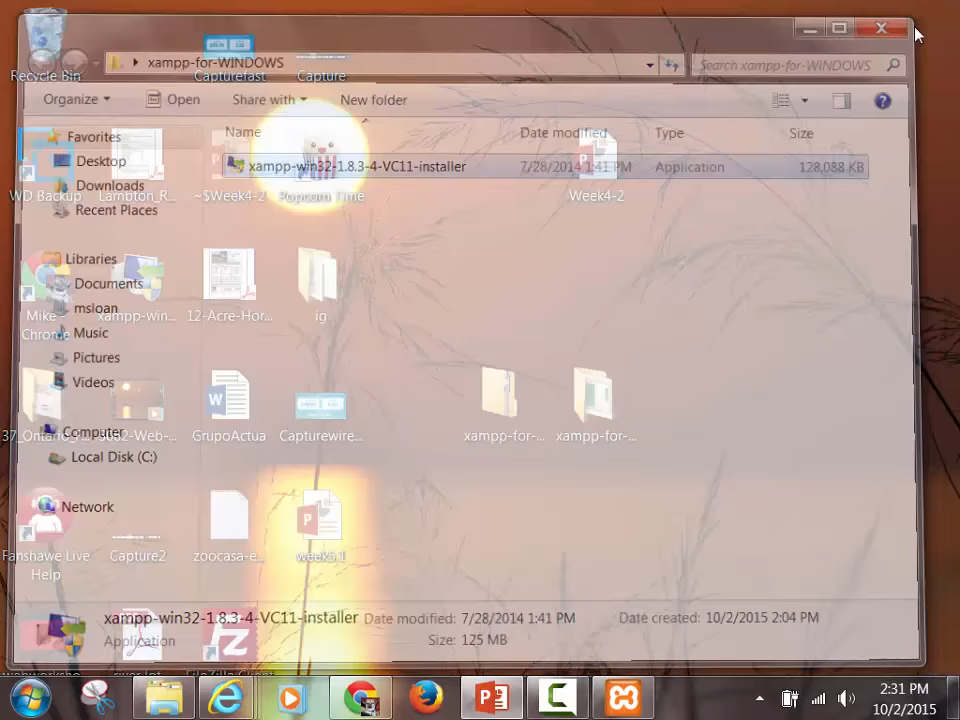 xampp-for-WINDOWS
Search xampp-for-WINDOWS
Recycle Bin
Capturefast
Capture
Organize
Open
Share with
New folder
Name
Date modified
Type
Size
Favorites
Desktop
Downloads
Recent Places
xampp-win32-1.8.3-4-VC11-installer
7/28/2014 1:41 PM
Application
128,088 KB
WD Backup
Lambton_R...
~$Week4-2
Popcorn Time
Week4-2
Libraries
Documents
msloan
Music
Pictures
Videos
Mike -
Chrome
xampp-win...
12-Acre-Hor...
ig
Computer
Local Disk (C:)
GrupoActua
Capturewire...
xampp-for-...
xampp-for-...
Network
Fanshawe Live
Help
Capture2
zoocasa-e...
week5.1
xampp-win32-1.8.3-4-VC11-installer
Date modified: 7/28/2014 1:41 PM
Date created: 10/2/2015 2:04 PM
Application
Size: 125 MB
2:31 PM
10/2/2015